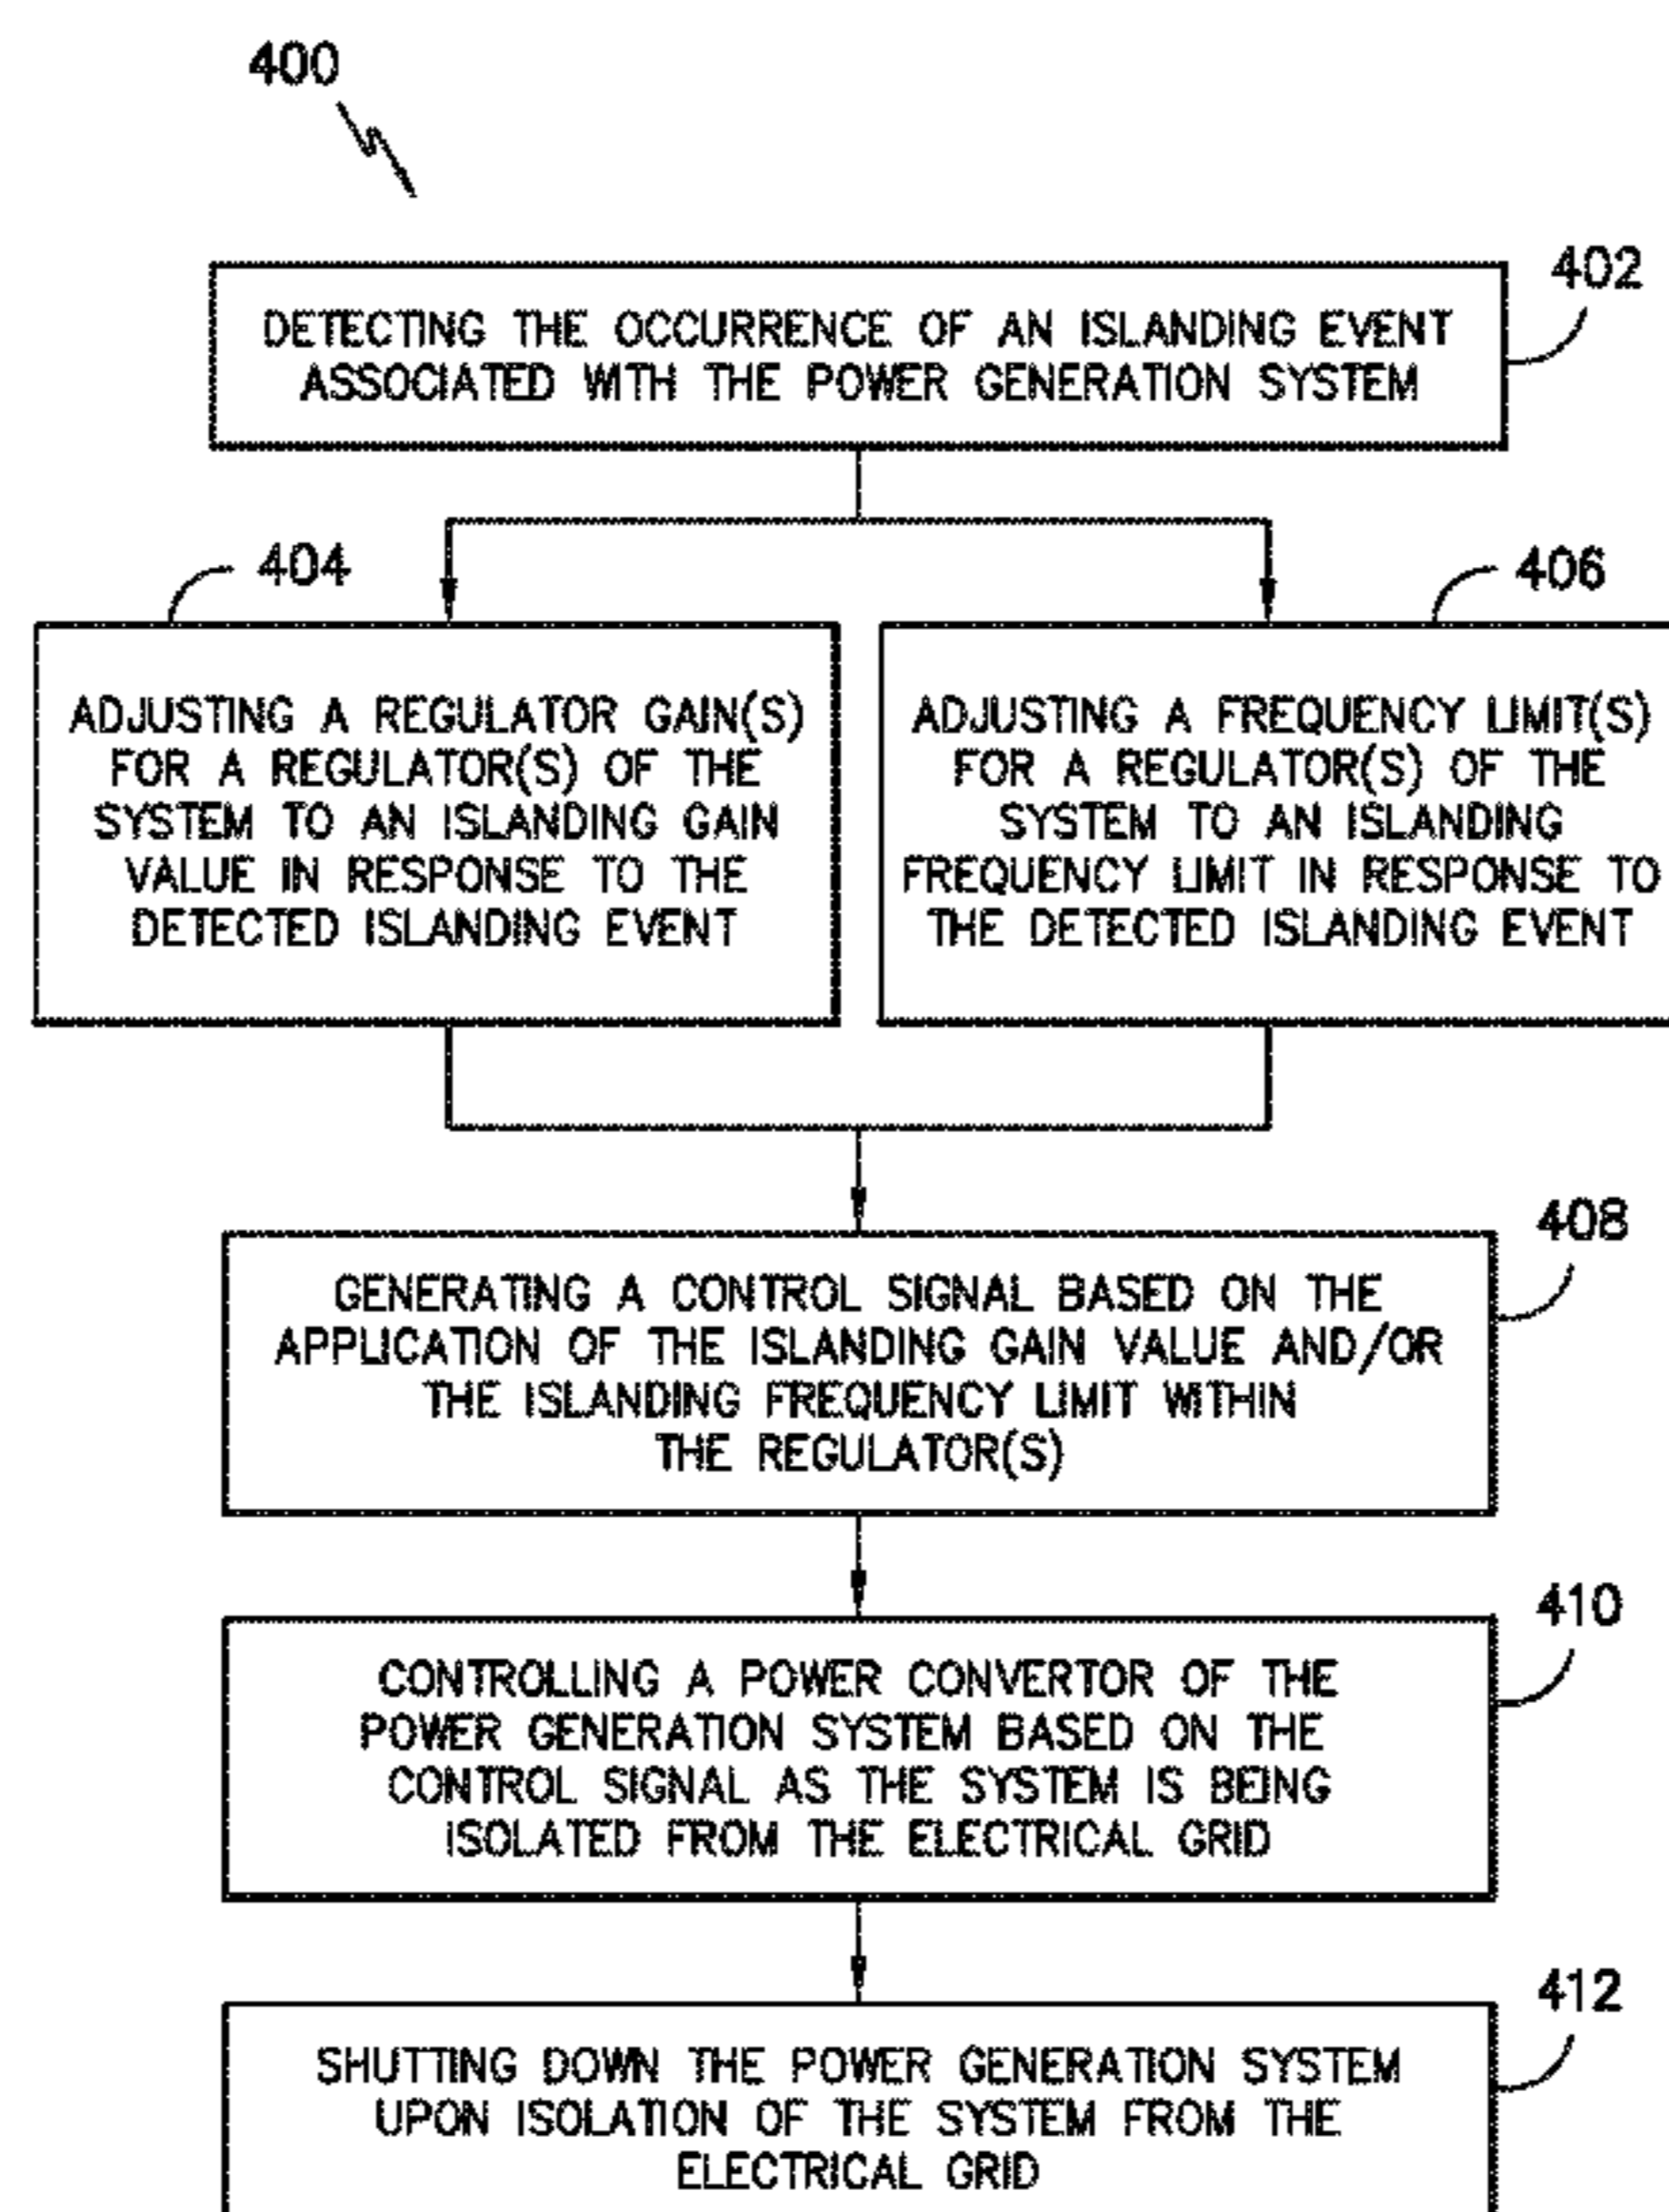 400
402
DETECTING THE OCCURRENCE OF AN ISLANDING EVENT
ASSOCIATED WITH THE POWER GENERATION SYSTEM
404
ADJUSTING A REGULATOR GAIN(S)
FOR A REGULATOR(S) OF THE
SYSTEM TO AN ISLANDING GAIN
VALUE IN RESPONSE TO THE
DETECTED ISLANDING EVENT
406
ADJUSTING A FREQUENCY LIMIT(S)
FOR A REGULATOR(S) OF THE
SYSTEM TO AN ISLANDING
FREQUENCY LIMIT IN RESPONSE TO
THE DETECTED ISLANDING EVENT
408
GENERATING A CONTROL SIGNAL BASED ON THE
APPLICATION OF THE ISLANDING GAIN VALUE AND/OR
THE ISLANDING FREQUENCY LIMIT WITHIN
THE REGULATOR(S)
410
CONTROLLING A POWER CONVERTOR OF THE
POWER GENERATION SYSTEM BASED ON THE
CONTROL SIGNAL AS THE SYSTEM IS BEING
ISOLATED FROM THE ELECTRICAL GRID
412
SHUTTING DOWN THE POWER GENERATION SYSTEM
UPON ISOLATION OF THE SYSTEM FROM THE
ELECTRICAL GRID